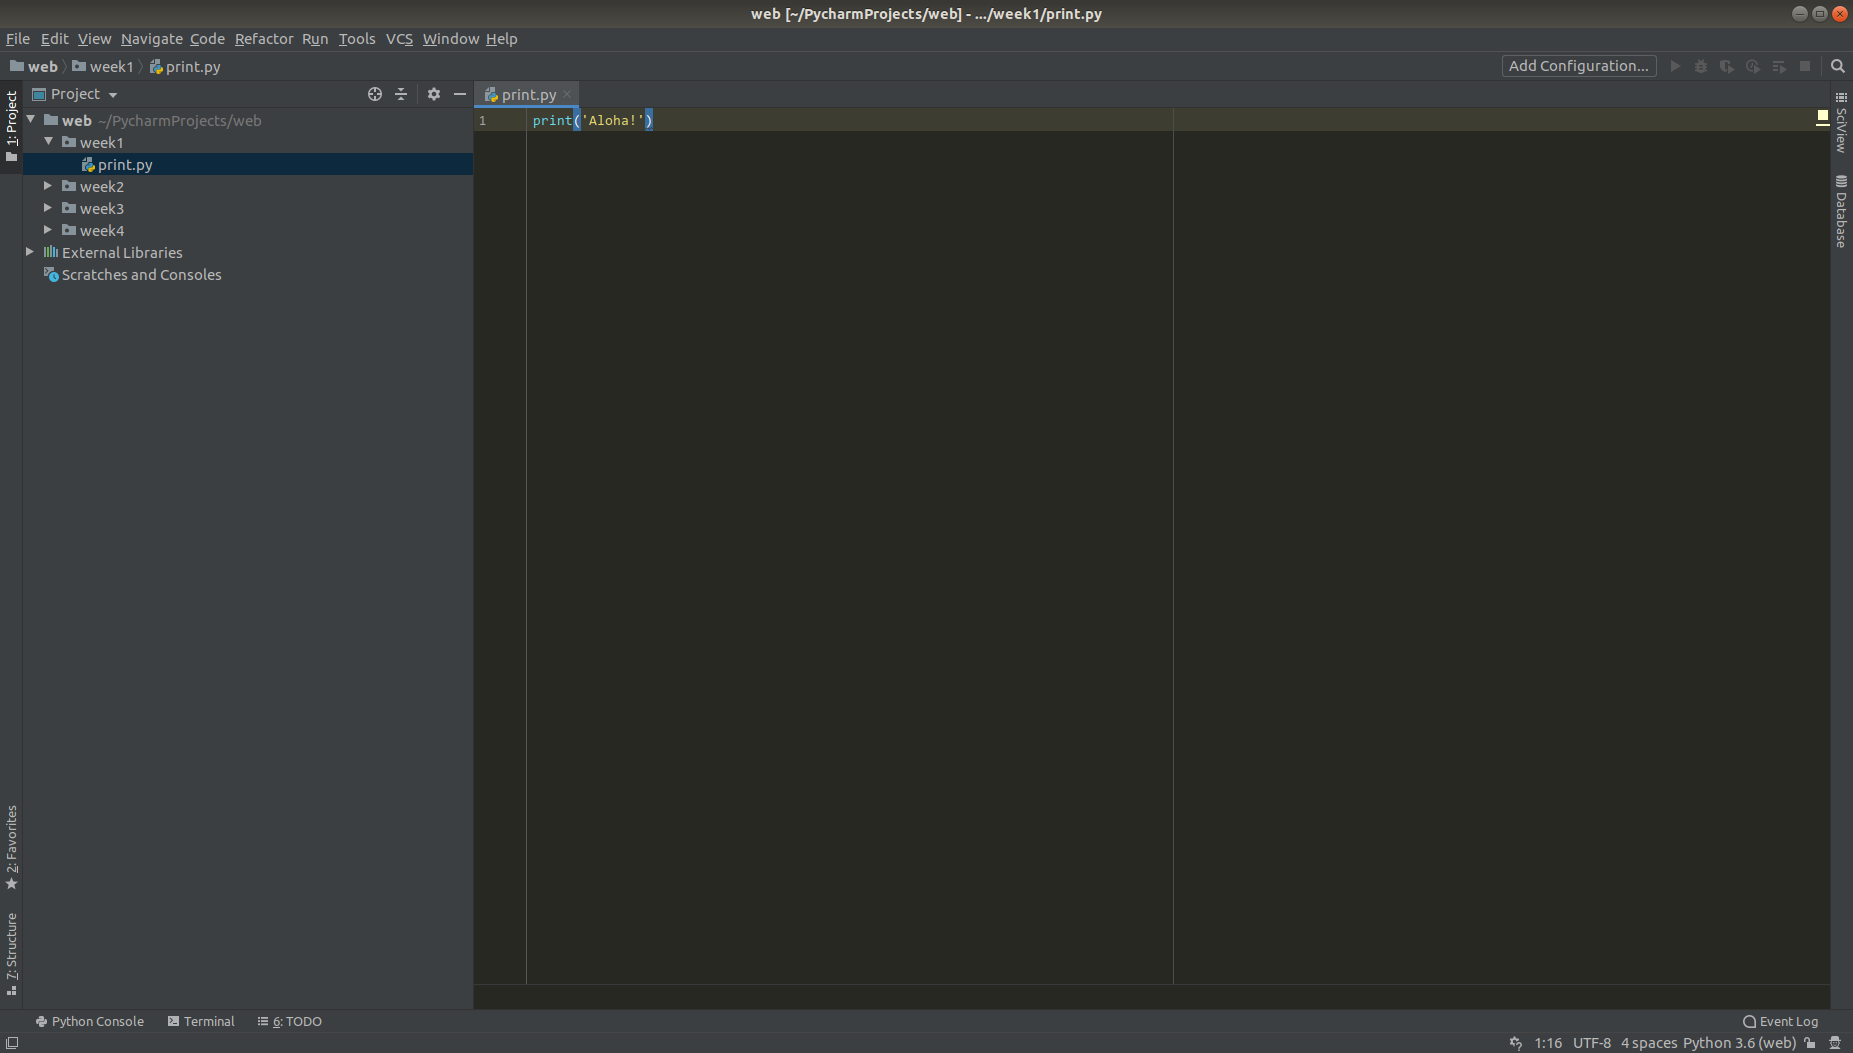 web [~/PycharmProjects/web] - .../week1/print.py
File Edit View Navigate Code Refactor Run Tools VCS Window Help
web week1 print.py
Add Configuration...
1: Project
Project
web ~/PycharmProjects/web
week1
print.py
week2
week3
week4
External Libraries
Scratches and Consoles
print.py
1 print('Aloha!')
SciView
Database
2: Favorites
7: Structure
Python Console Terminal 6: TODO Event Log
1:16 UTF-8 4 spaces Python 3.6 (web)